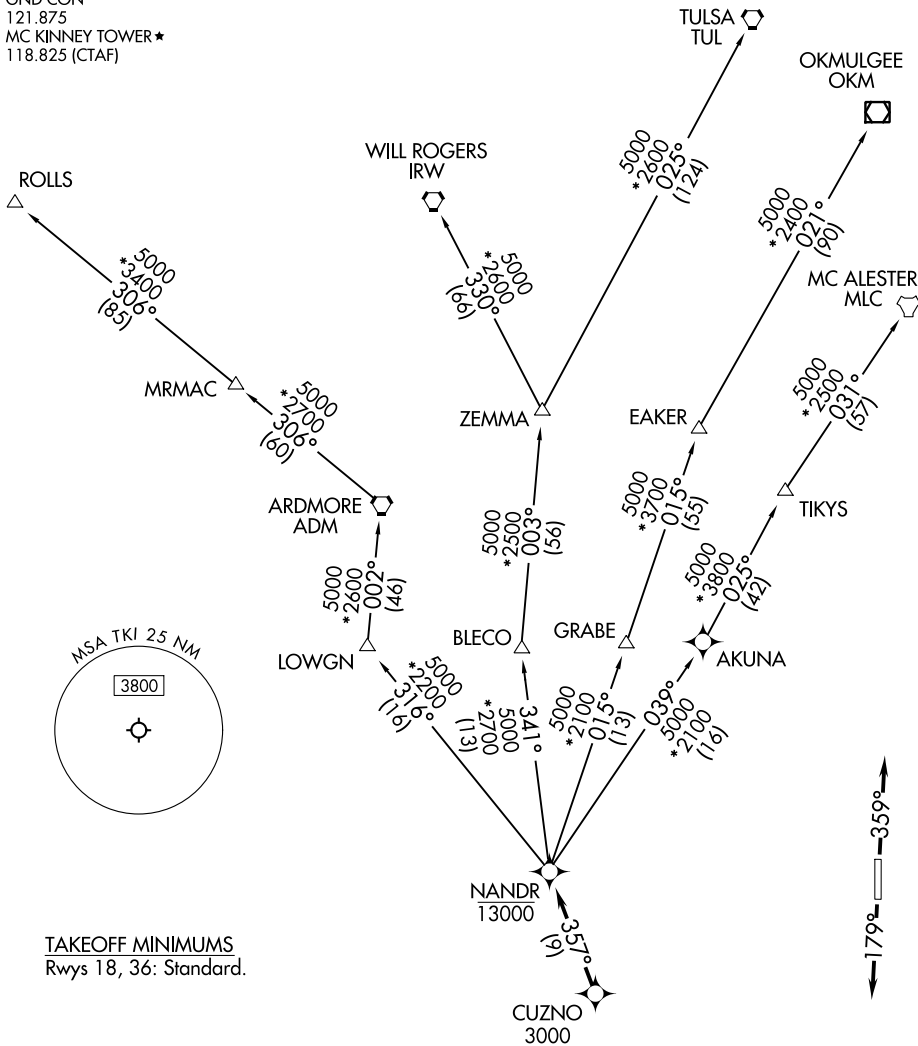 GND CON
121.875
MC KINNEY TOWER★
118.825 (CTAF)
TULSA
TUL
OKMULGEE
OKM
WILL ROGERS
IRW
ROLLS
5000
*2600
025°
(124)
5000
*2400
021°
(90)
5000
*3400
306°
(85)
5000
*2600
330°
(66)
MC ALESTER
MLC
MRMAC
5000
*2700
306°
(60)
ZEMMA
EAKER
5000
*2500
031°
(57)
ARDMORE
ADM
5000
*2500
003°
(56)
5000
*3700
015°
(55)
TIKYS
5000
*2600
002°
(46)
5000
*3800
025°
(42)
LOWGN
BLECO
GRABE
AKUNA
MSA TKI 25 NM
3800
5000
*2200
316°
(16)
341°
5000
*2700
(13)
5000
*2100
015°
(13)
039°
5000
*2100
(16)
359°
179°
NANDR
13000
357°
(9)
TAKEOFF MINIMUMS
Rwys 18, 36: Standard.
CUZNO
3000